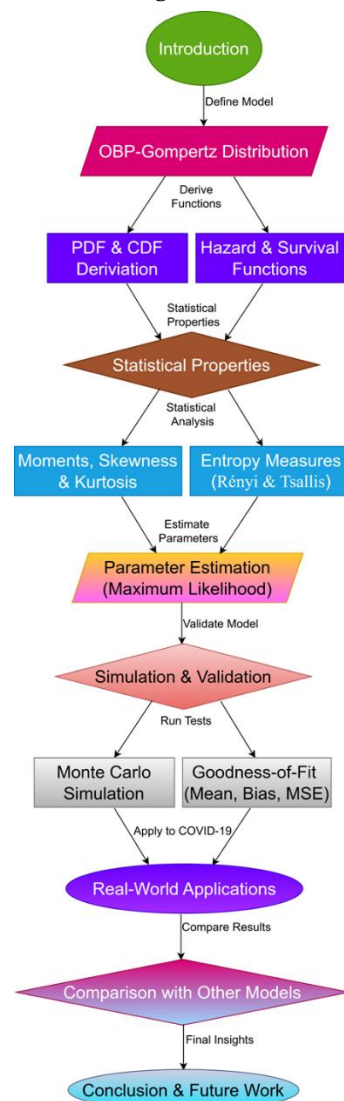 Introduction
Define Model
OBP-Gompertz Distribution
Derive
Functions
PDF & CDF
Deriviation
Hazard & Survival
Functions
Statistical
Properties
Statistical Properties
Statistical
Analysis
Moments, Skewness
& Kurtosis
Entropy Measures
(Rényi & Tsallis)
Estimate
Parameters
Parameter Estimation
(Maximum Likelihood)
Validate Model
Simulation & Validation
Run Tests
Monte Carlo
Simulation
Goodness-of-Fit
(Mean, Bias, MSE)
Apply to COVID-19
Real-World Applications
Compare Results
Comparison with Other Models
Final Insights
Conclusion & Future Work